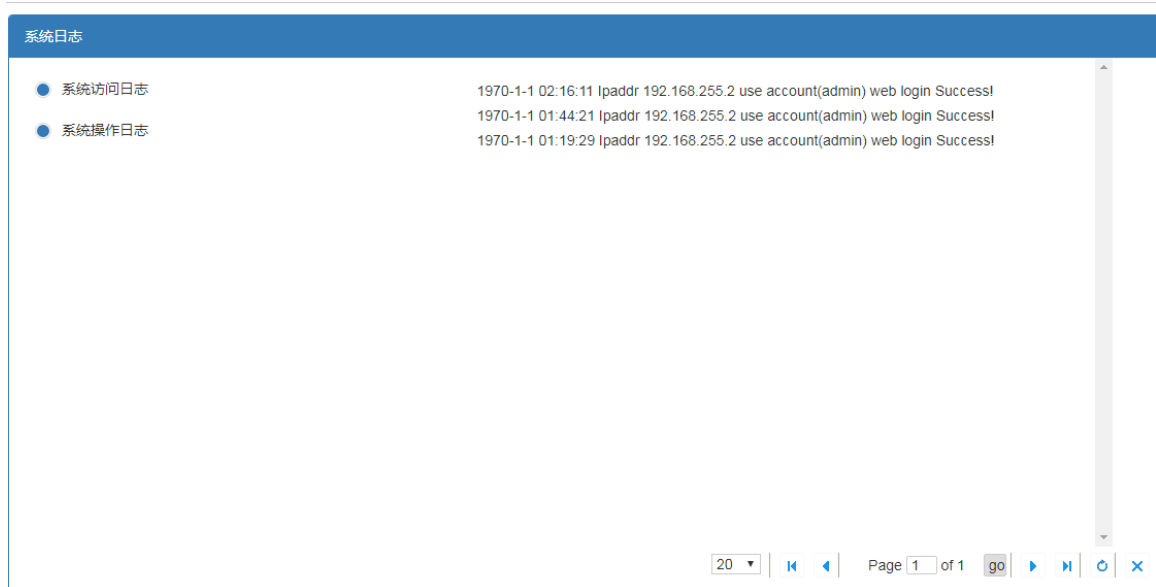 系统日志
系统访问日志
系统操作日志
1970-1-1 02:16:11 Ipaddr 192.168.255.2 use account(admin) web login Success!
1970-1-1 01:44:21 Ipaddr 192.168.255.2 use account(admin) web login Success!
1970-1-1 01:19:29 Ipaddr 192.168.255.2 use account(admin) web login Success!
20 Page 1 of 1 go